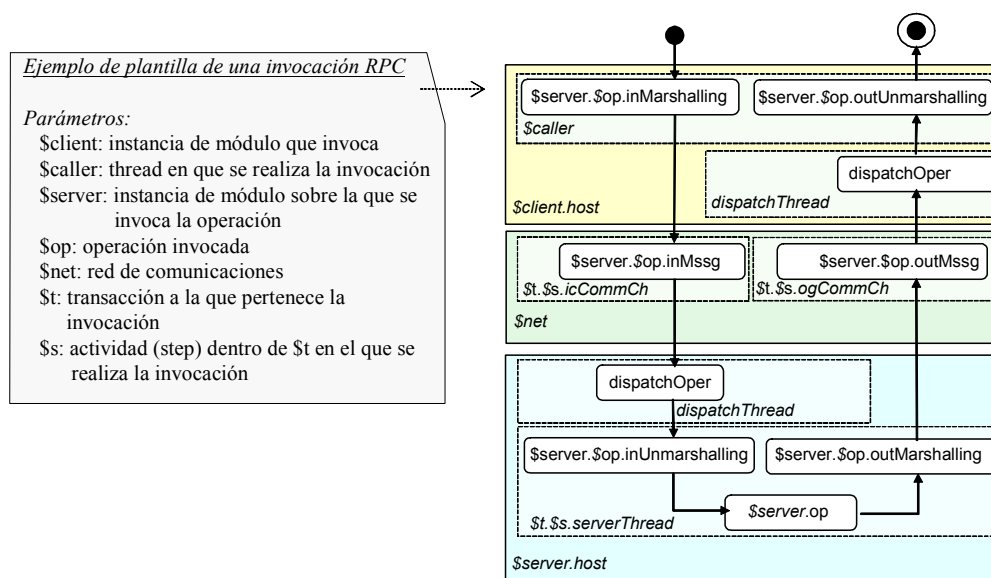 Ejemplo de plantilla de una invocación RPC
Parámetros:
$client: instancia de módulo que invoca
$caller: thread en que se realiza la invocación
$server: instancia de módulo sobre la que se
invoca la operación
$op: operación invocada
$net: red de comunicaciones
$t: transacción a la que pertenece la
invocación
$s: actividad (step) dentro de $t en el que se
realiza la invocación
$server.$op.inMarshalling
$server.$op.outUnmarshalling
$caller
dispatchOper
dispatchThread
$client.host
$server.$op.inMssg
$server.$op.outMssg
$t.$s.icCommCh
$t.$s.ogCommCh
$net
dispatchOper
dispatchThread
$server.$op.inUnmarshalling
$server.$op.outMarshalling
$server.op
$t.$s.serverThread
$server.host